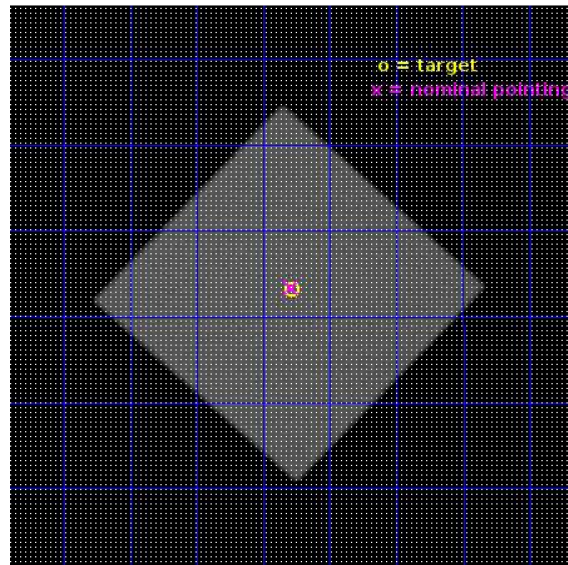 o = target
x = nominal pointing